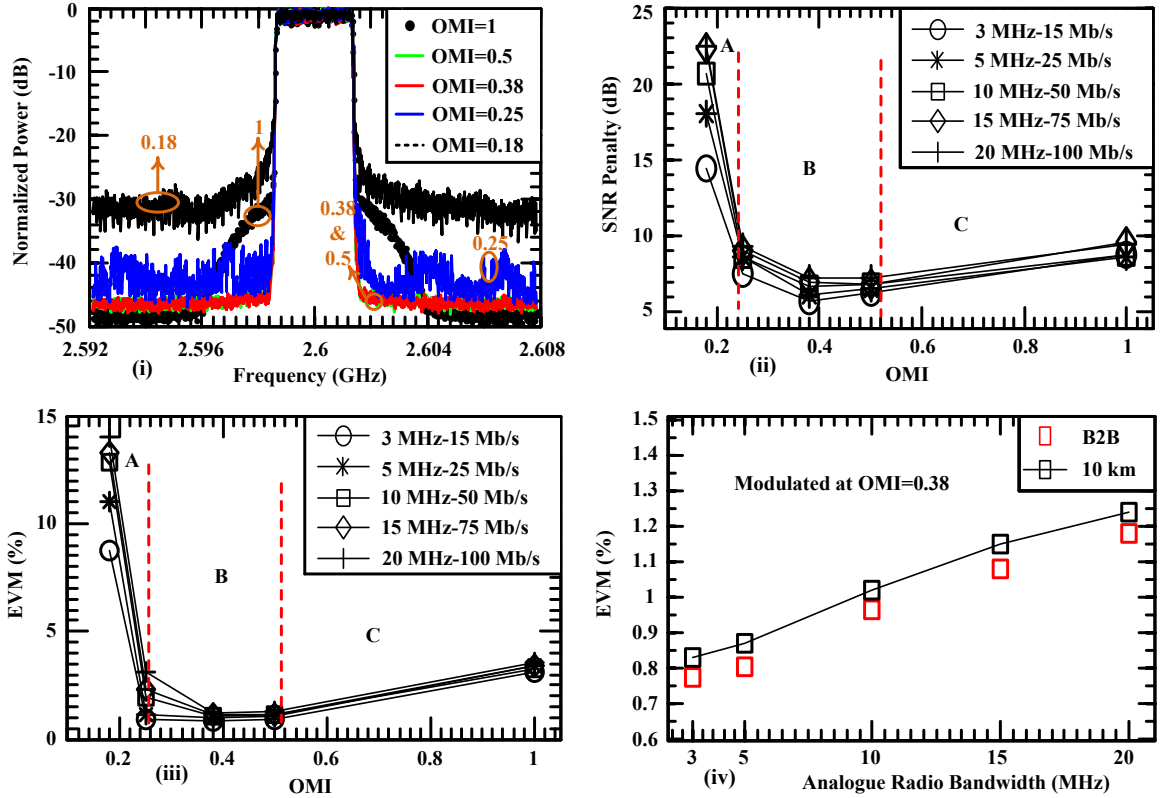 0
-10
-20
-30
-40
-50
Normalized Power (dB)
OMI=1
OMI=0.5
OMI=0.38
OMI=0.25
OMI=0.18
0.18
1
0.38
&
0.5
0.25
2.592
2.596
2.6
2.604
2.608
(i)
Frequency (GHz)
25
20
15
10
5
SNR Penalty (dB)
A
B
C
3 MHz-15 Mb/s
5 MHz-25 Mb/s
10 MHz-50 Mb/s
15 MHz-75 Mb/s
20 MHz-100 Mb/s
0.2
0.4
0.6
0.8
1
(ii)
OMI
15
10
5
0
EVM (%)
A
B
C
3 MHz-15 Mb/s
5 MHz-25 Mb/s
10 MHz-50 Mb/s
15 MHz-75 Mb/s
20 MHz-100 Mb/s
0.2
0.4
0.6
0.8
1
(iii)
OMI
1.5
1.4
1.3
1.2
1.1
1
0.9
0.8
0.7
0.6
EVM (%)
B2B
10 km
Modulated at OMI=0.38
3
5
10
15
20
(iv)
Analogue Radio Bandwidth (MHz)